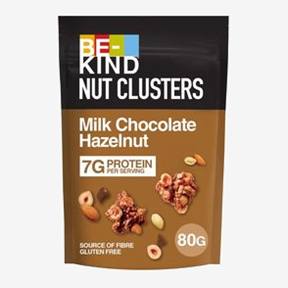 BE-
KIND
NUT CLUSTERS
Milk Chocolate
Hazelnut
7G PROTEIN
PER SERVING
SOURCE OF FIBRE
GLUTEN FREE
80G